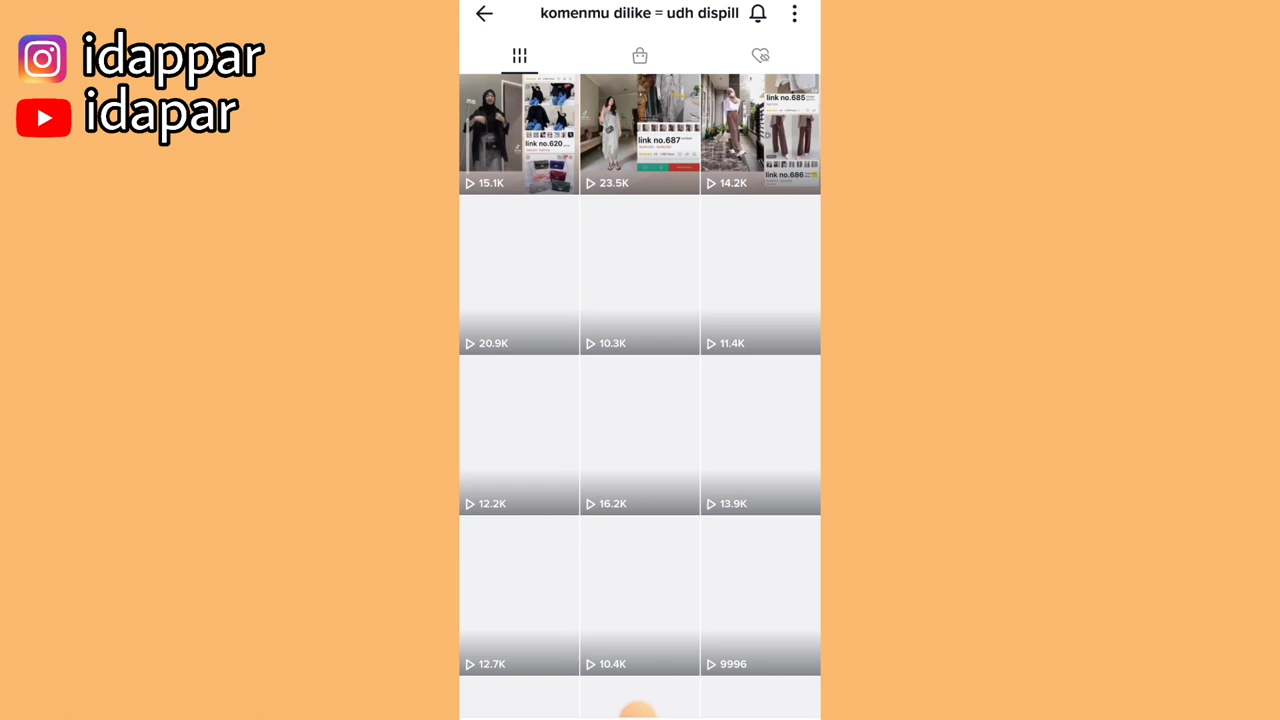 idappar
idapar
komenmu dilike = udh dispill
link no.620
link no.687
link no.685
link no.686
15.1K
23.5K
14.2K
20.9K
10.3K
11.4K
12.2K
16.2K
13.9K
12.7K
10.4K
9996